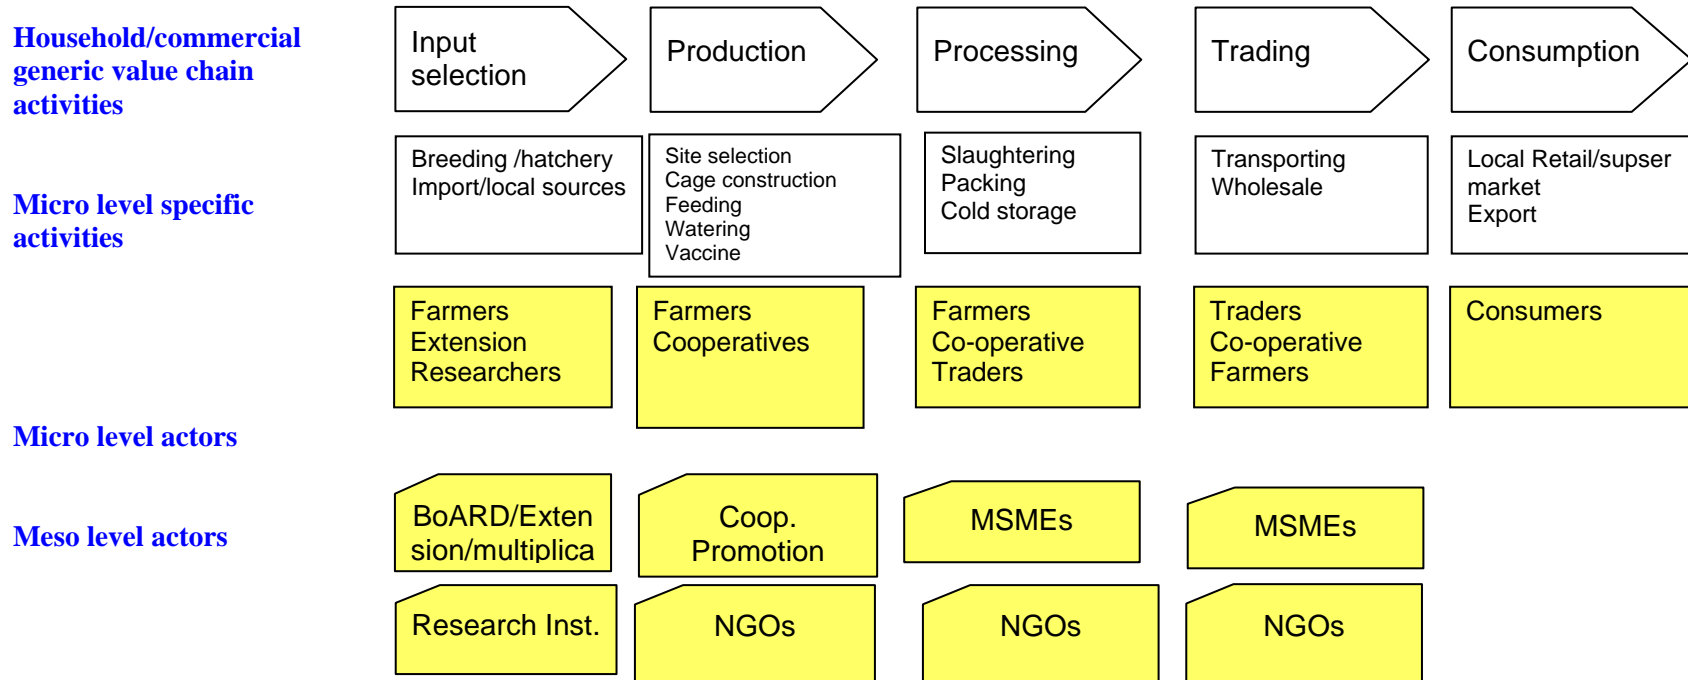 Household/commercial
generic value chain
activities
Input
selection
Production
Processing
Trading
Consumption
Micro level specific
activities
Breeding /hatchery
Import/local sources
Site selection
Cage construction
Feeding
Watering
Vaccine
Slaughtering
Packing
Cold storage
Transporting
Wholesale
Local Retail/supser
market
Export
Farmers
Extension
Researchers
Farmers
Cooperatives
Farmers
Co-operative
Traders
Traders
Co-operative
Farmers
Consumers
Micro level actors
Meso level actors
BoARD/Exten
sion/multiplica
Coop.
Promotion
MSMEs
MSMEs
Research Inst.
NGOs
NGOs
NGOs